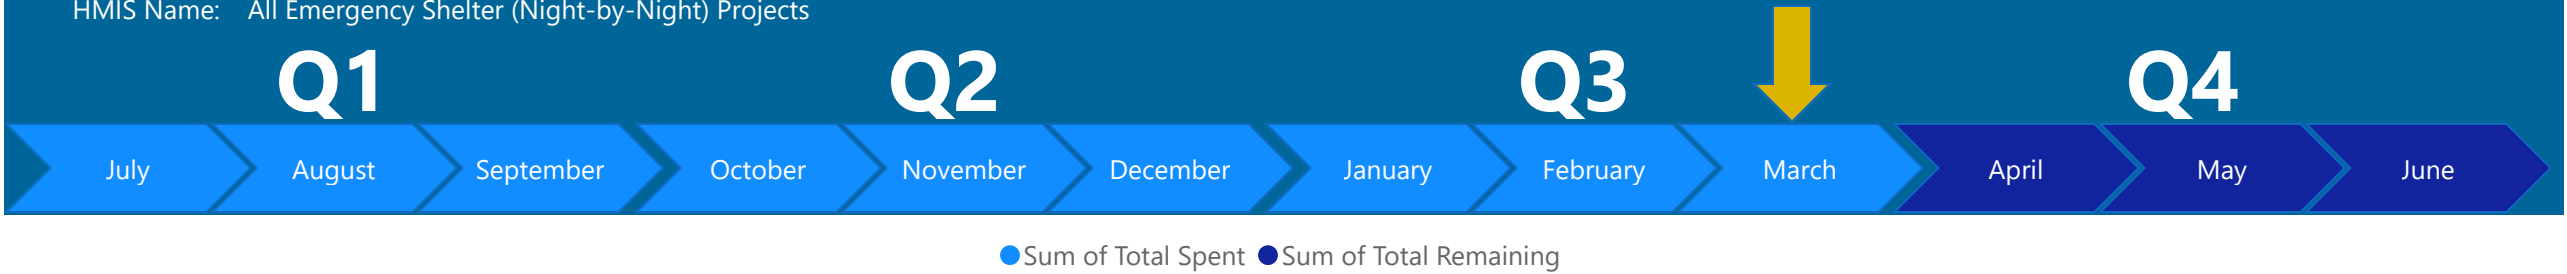 HMIS Name: All Emergency Shelter (Night-by-Night) Projects
Q1 Q2 Q3 Q4
July August September October November December January February March April May June
Sum of Total Spent Sum of Total Remaining